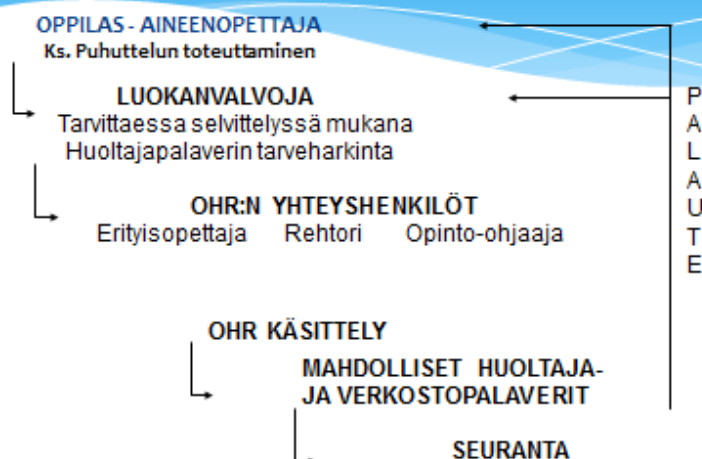 OPPILAS - AINEENOPETTAJA
Ks. Puhuttelun toteuttaminen
LUOKANVALVOJA
Tarvittaessa selvittelyssä mukana
Huoltajapalaverin tarveharkinta
OHR:N YHTEYSHENKILÖT
Erityisopettaja Rehtori Opinto-ohjaaja
OHR KÄSITTELY
MAHDOLLISET HUOLTAJA-
JA VERKOSTOPALAVERIT
SEURANTA
P
A
L
A
U
T
E